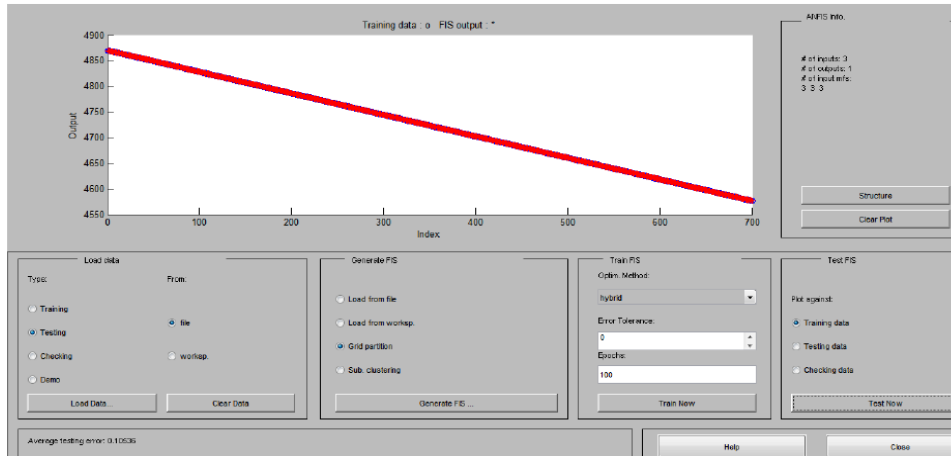 Training data : o FIS output : *
4900
4850
4800
4750
4700
4650
4600
4550
Output
0 100 200 300 400 500 600 700
Index
ANFIS Info.
# of inputs: 3
# of outputs: 1
# of input mfs:
3 3 3
Structure
Clear Plot
Load data
Type: From:
Training
Testing
Checking
Demo
file
worksp.
Load Data...
Clear Data
Generate FIS
Load from file
Load from worksp.
Grid partition
Sub. clustering
Generate FIS ...
Train FIS
Optim. Method:
hybrid
Error Tolerance:
0
Epochs:
100
Train Now
Test FIS
Plot against:
Training data
Testing data
Checking data
Test Now
Average testing error: 0.10536
Help
Close